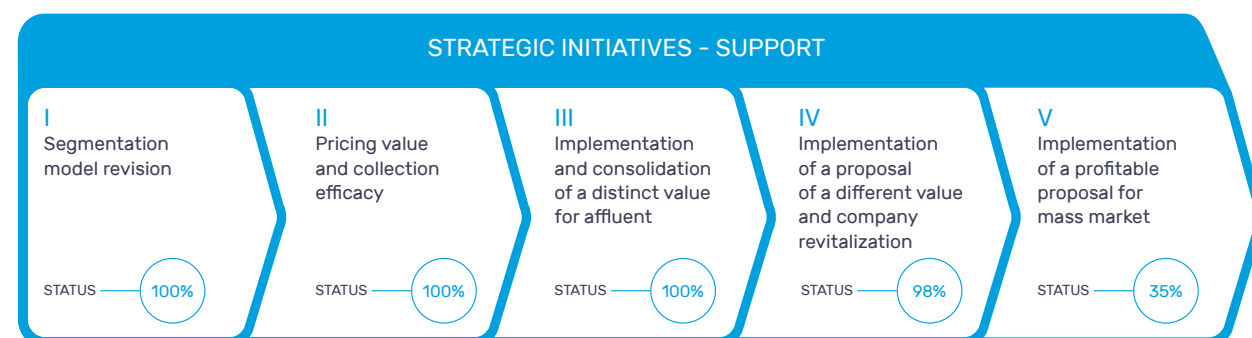 STRATEGIC INITIATIVES - SUPPORT
I
Segmentation
model revision
STATUS
100%
II
Pricing value
and collection
efficacy
STATUS
100%
III
Implementation
and consolidation
of a distinct value
for affluent
STATUS
100%
IV
Implementation
of a proposal
of a different value
and company
revitalization
STATUS
98%
V
Implementation
of a profitable
proposal for
mass market
STATUS
35%